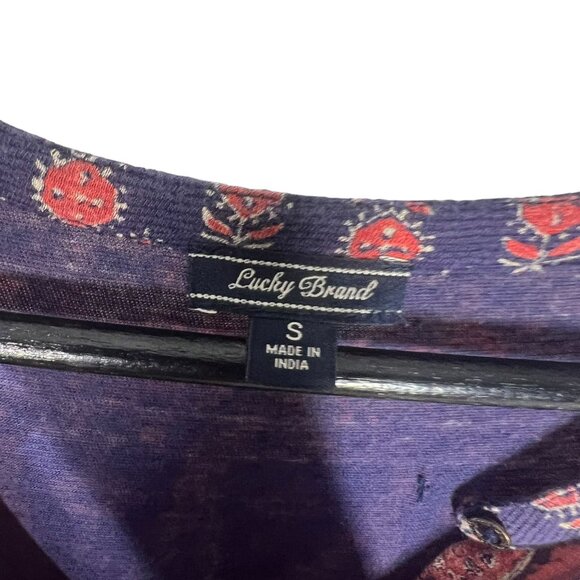 Lucky Brand
S
MADE IN
INDIA